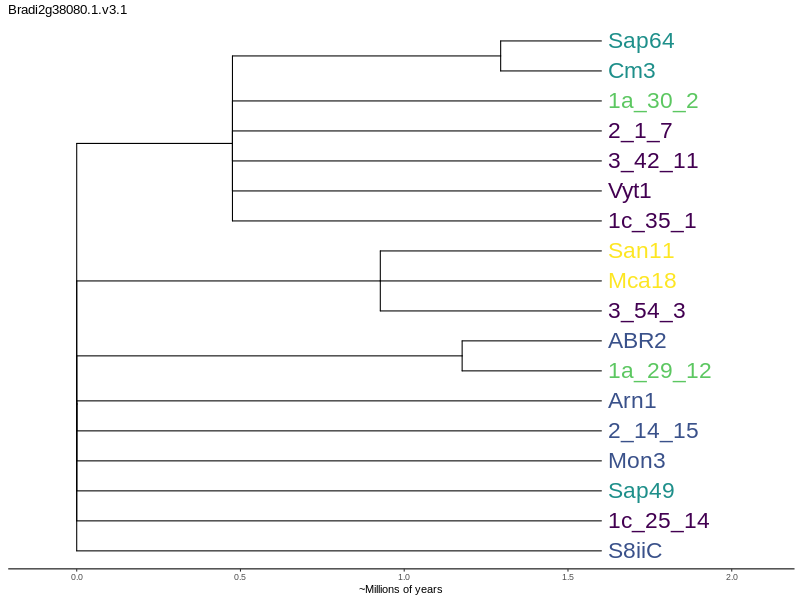 Bradi2g38080.1.v3.1
Sap64
Cm3
1a_30_2
2_1_7
3_42_11
Vyt1
1c_35_1
San11
Mca18
3_54_3
ABR2
1a_29_12
Arn1
2_14_15
Mon3
Sap49
1c_25_14
S8iiC
0.0 0.5 1.0 1.5 2.0
~Millions of years